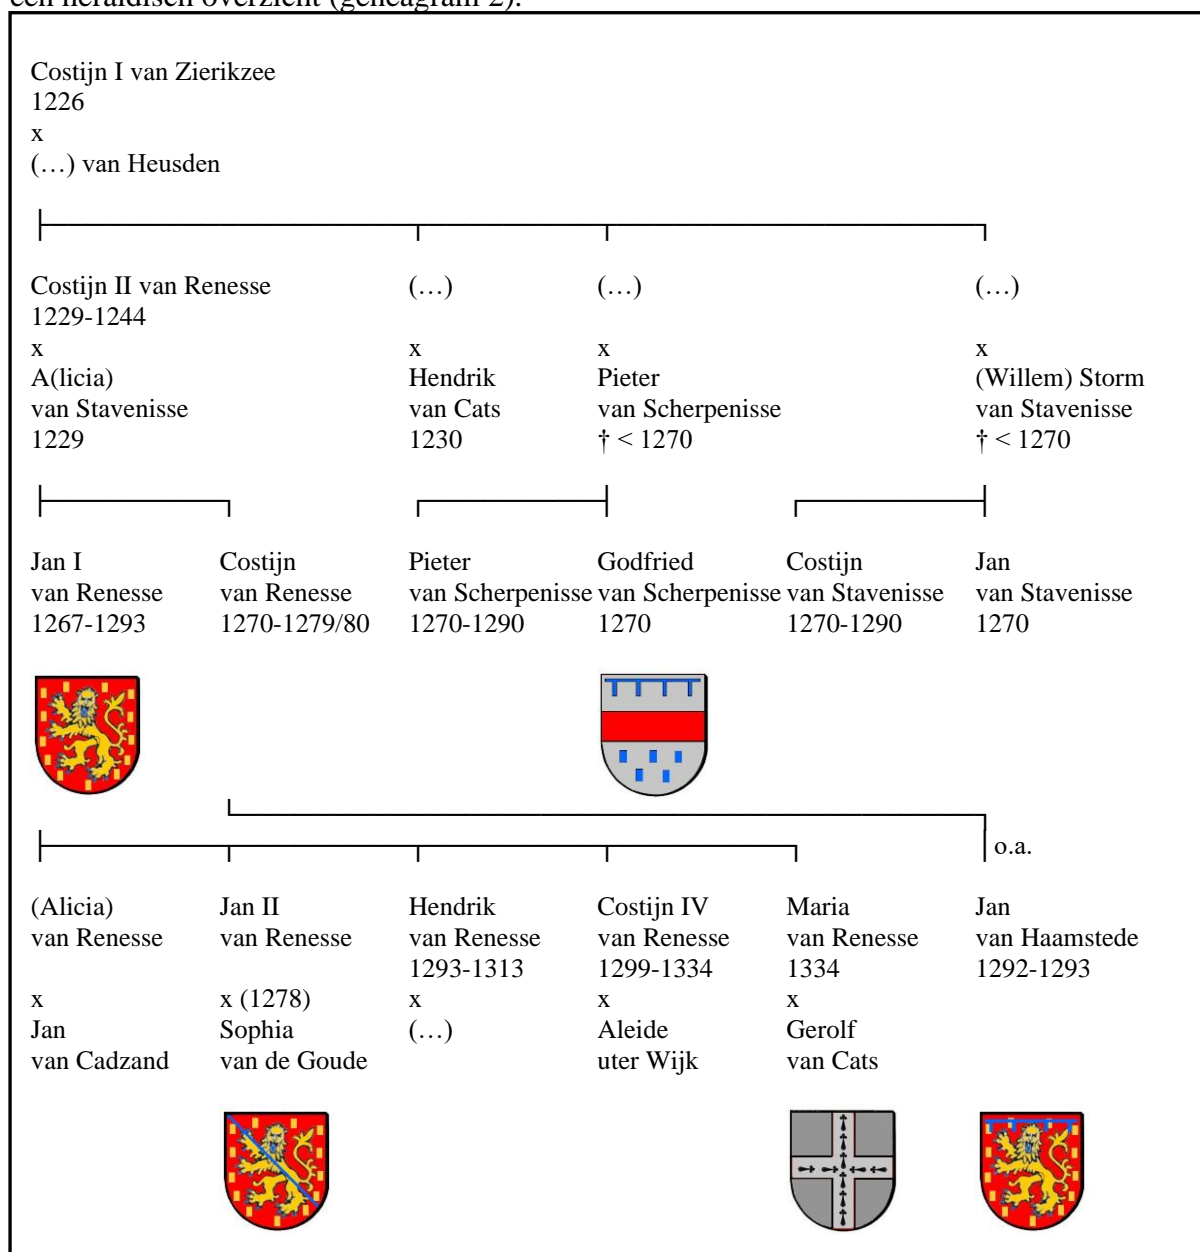 een heraldisch overzicht (geneagram 2).
Costijn I van Zierikzee
1226
x
(…) van Heusden
Costijn II van Renesse (…) (…) (…)
1229-1244
x x x x
A(licia) Hendrik Pieter (Willem) Storm
van Stavenisse van Cats van Scherpenisse van Stavenisse
1229 1230 † < 1270 † < 1270
Jan I Costijn Pieter Godfried Costijn Jan
van Renesse van Renesse van Scherpenisse van Scherpenisse van Stavenisse van Stavenisse
1267-1293 1270-1279/80 1270-1290 1270 1270-1290 1270
o.a.
(Alicia) Jan II Hendrik Costijn IV Maria Jan
van Renesse van Renesse van Renesse van Renesse van Renesse van Haamstede
1293-1313 1299-1334 1334 1292-1293
x x (1278) x x x
Jan Sophia (…) Aleide Gerolf
van Cadzand van de Goude uter Wijk van Cats